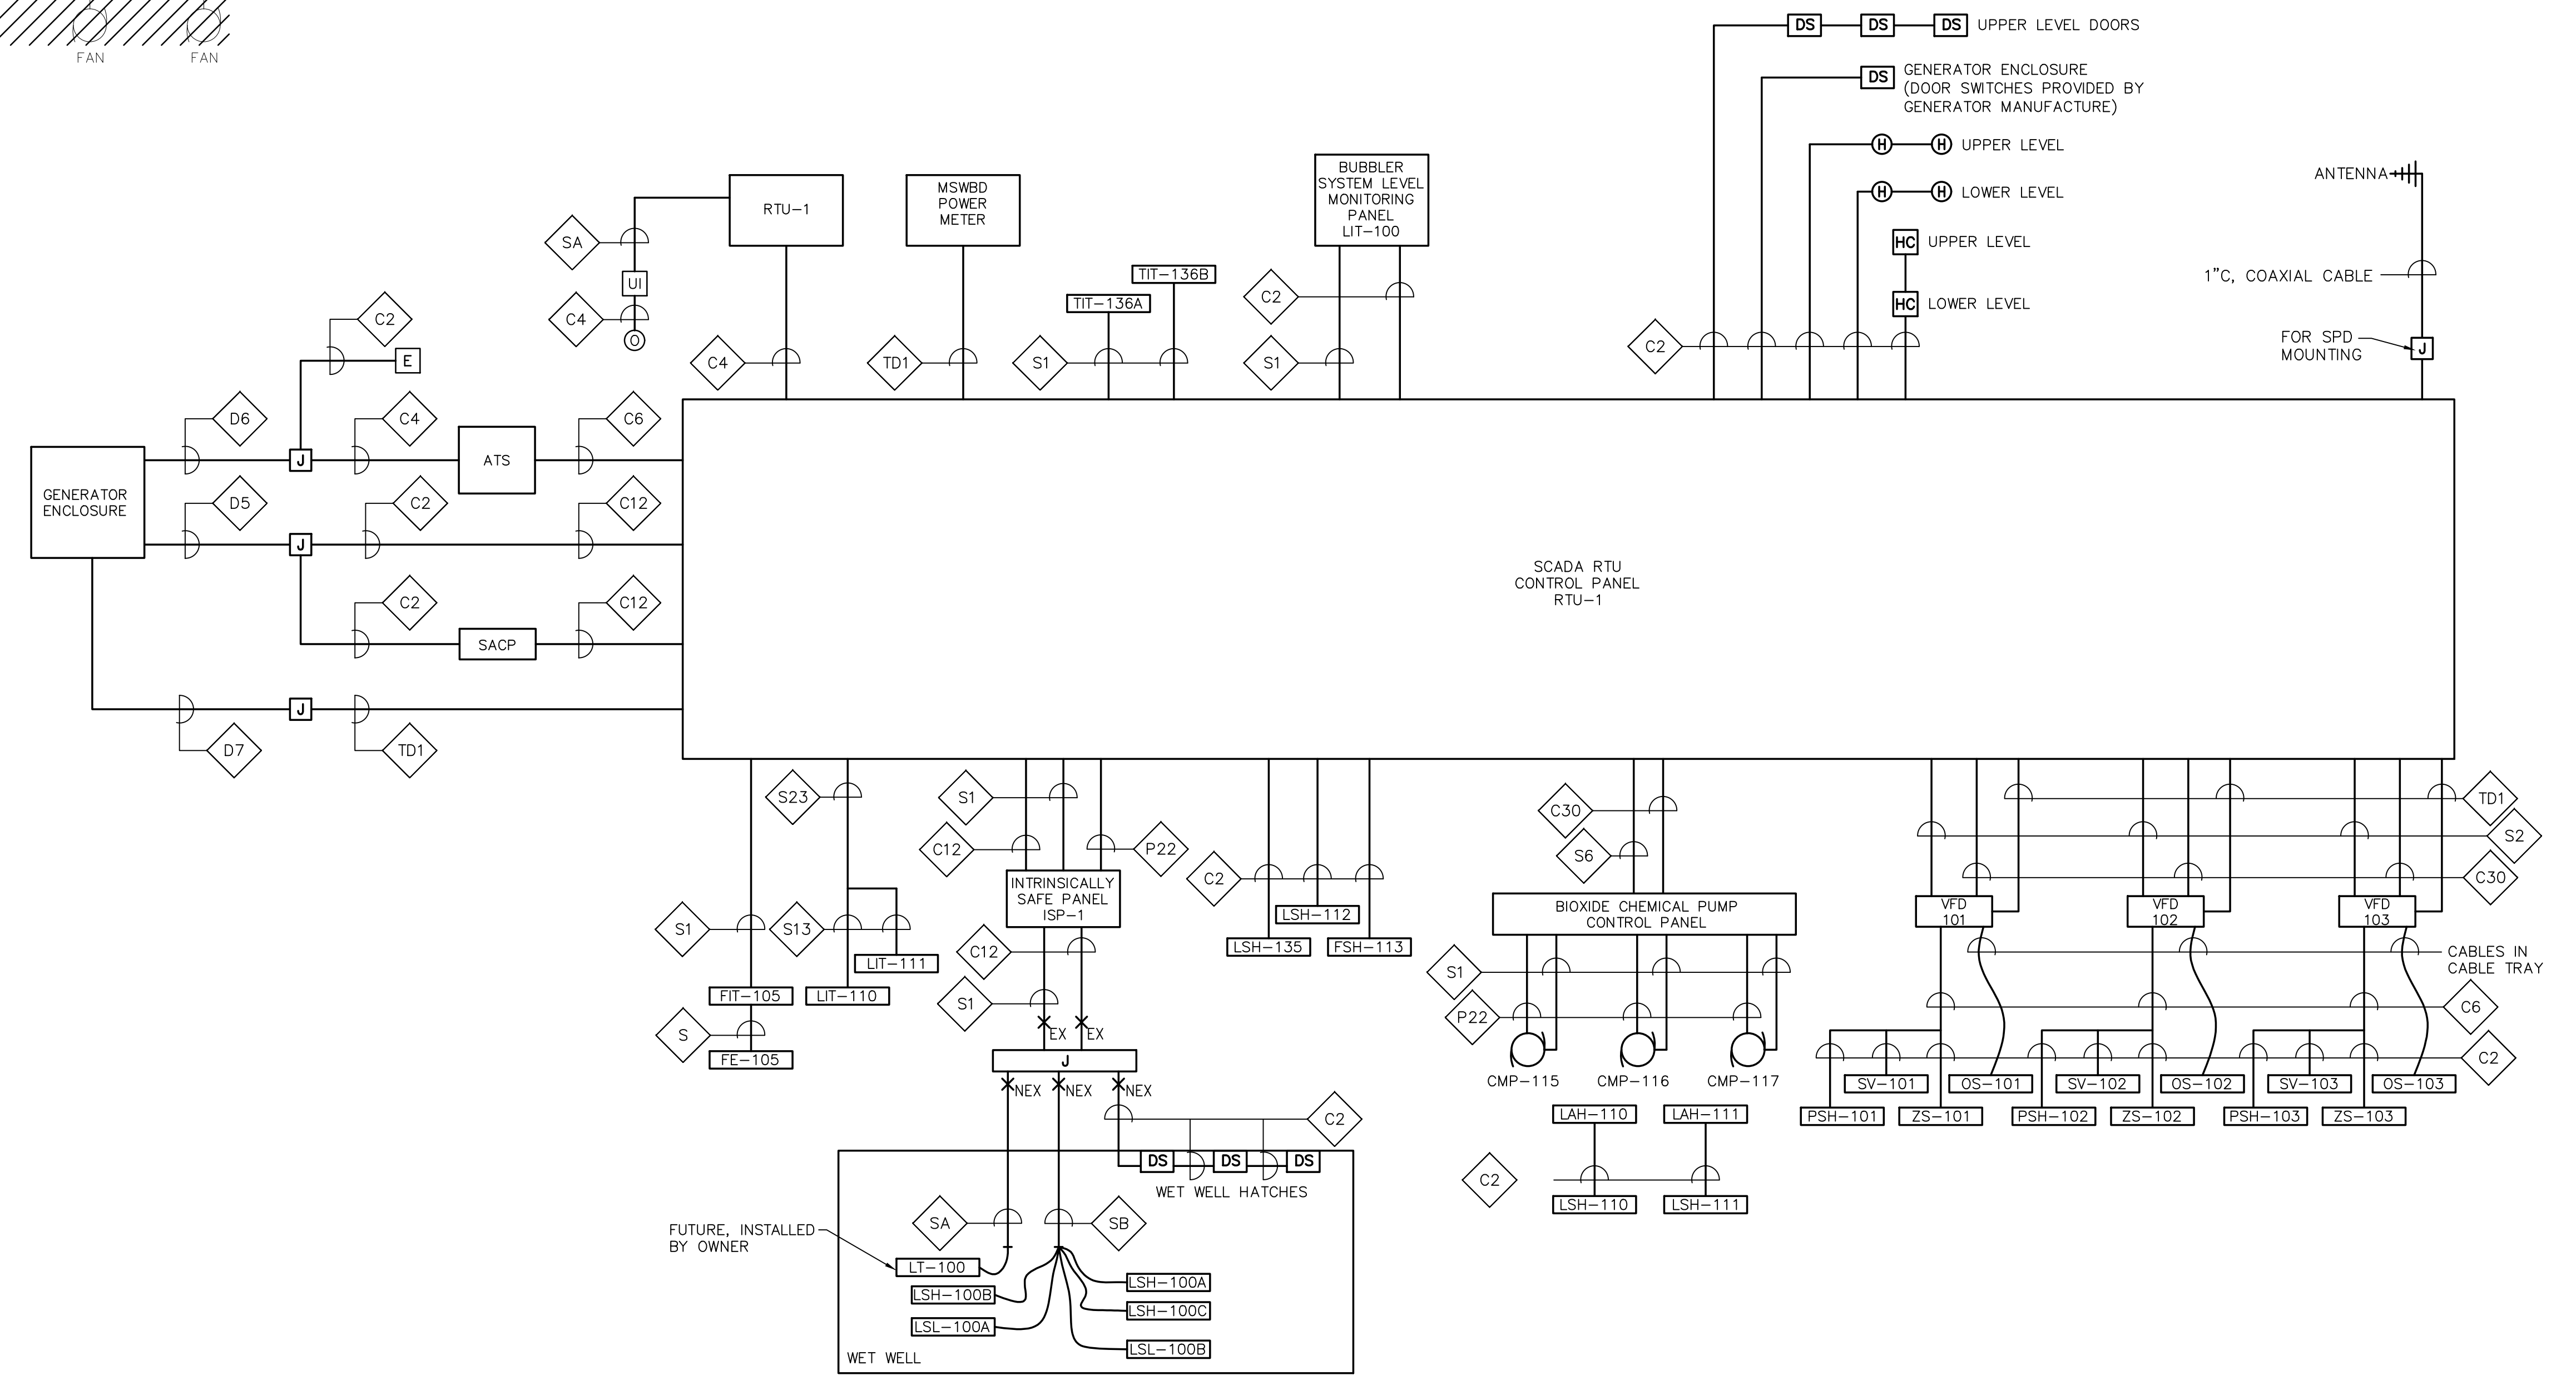 FAN
FAN
DS
DS
DS
UPPER LEVEL DOORS
DS
GENERATOR ENCLOSURE
(DOOR SWITCHES PROVIDED BY
GENERATOR MANUFACTURE)
H
H
UPPER LEVEL
H
H
LOWER LEVEL
HC
UPPER LEVEL
HC
LOWER LEVEL
C2
ANTENNA
1"C, COAXIAL CABLE
FOR SPD
MOUNTING
J
SA
UI
C4
O
RTU-1
C4
MSWBD
POWER
METER
TD1
TIT-136B
TIT-136A
S1
BUBBLER
SYSTEM LEVEL
MONITORING
PANEL
LIT-100
C2
S1
C2
E
D6
C4
C6
J
ATS
GENERATOR
ENCLOSURE
D5
C2
C12
J
C2
C12
SACP
J
D7
TD1
SCADA RTU
CONTROL PANEL
RTU-1
S23
S1
S13
LIT-111
FIT-105
LIT-110
S
FE-105
S1
C12
P22
INTRINSICALLY
SAFE PANEL
ISP-1
C12
S1
EX
EX
J
NEX
NEX
NEX
C2
DS
DS
DS
WET WELL HATCHES
SA
SB
FUTURE, INSTALLED
BY OWNER
LT-100
LSH-100B
LSL-100A
LSH-100A
LSH-100C
LSL-100B
WET WELL
C2
LSH-112
LSH-135
FSH-113
C30
S6
BIOXIDE CHEMICAL PUMP
CONTROL PANEL
S1
P22
CMP-115
CMP-116
CMP-117
LAH-110
LAH-111
C2
LSH-110
LSH-111
TD1
S2
C30
VFD
101
VFD
102
VFD
103
CABLES IN
CABLE TRAY
C6
C2
SV-101
OS-101
SV-102
OS-102
SV-103
OS-103
PSH-101
ZS-101
PSH-102
ZS-102
PSH-103
ZS-103